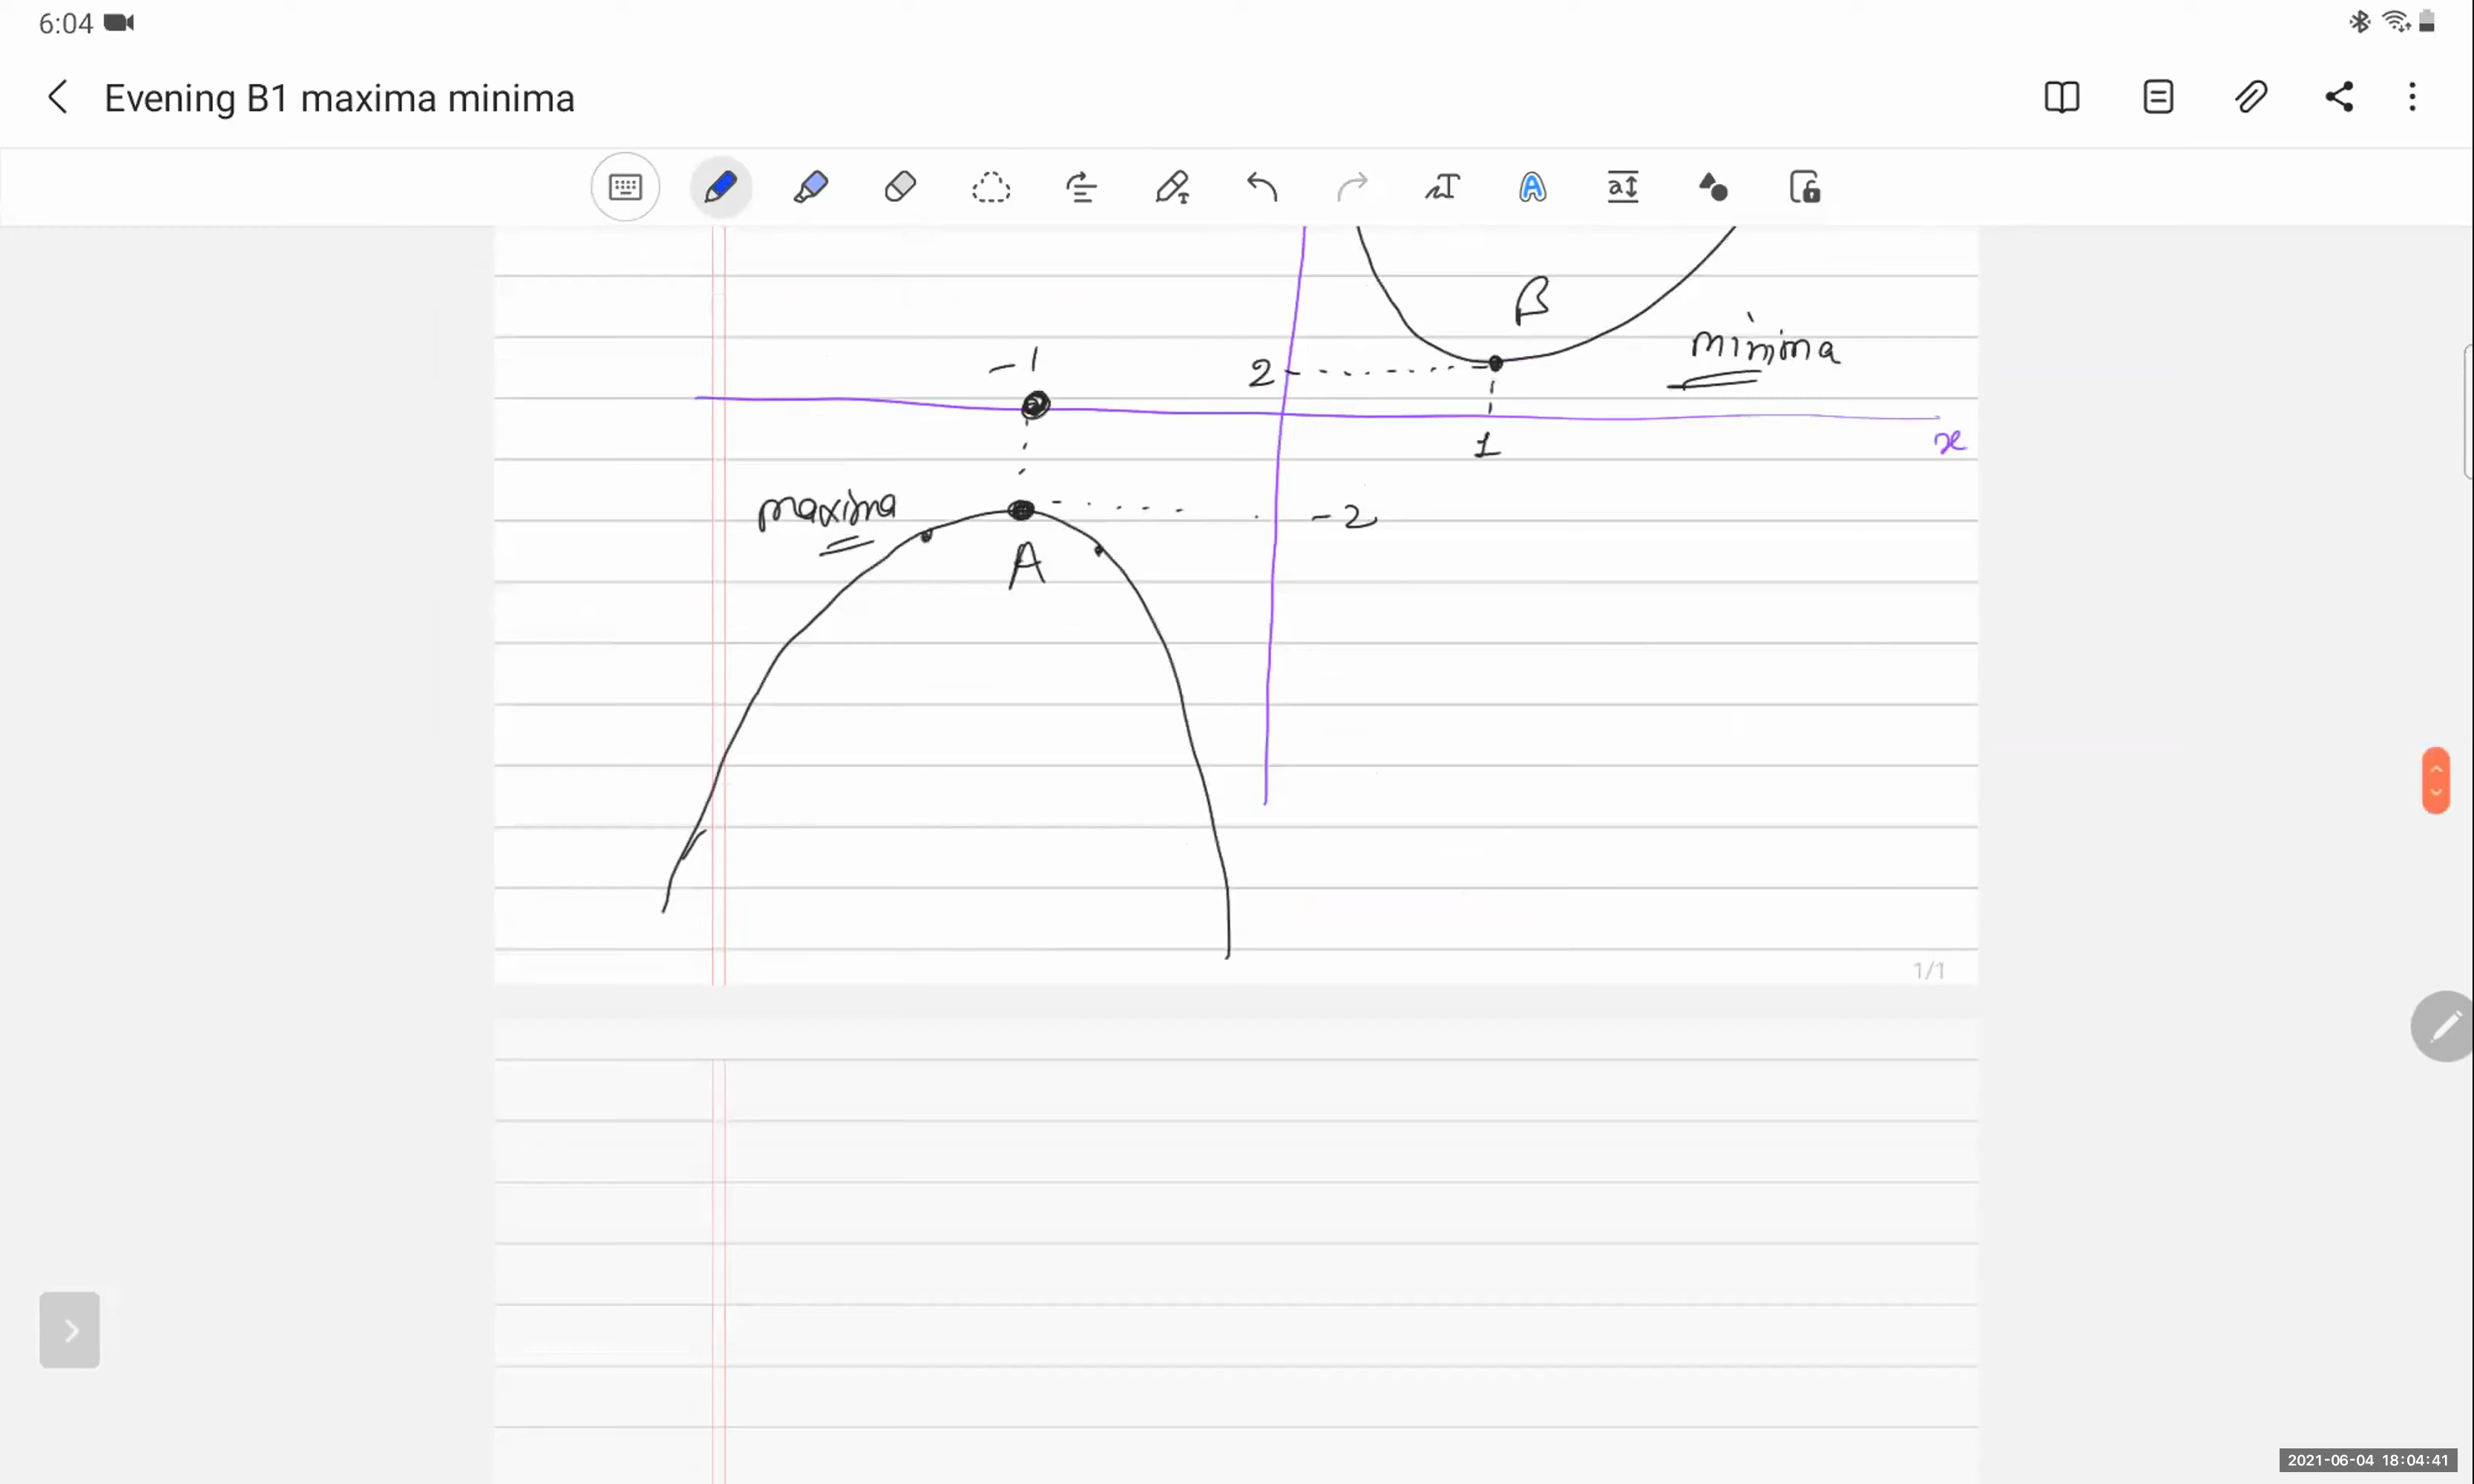 6:04
Evening B1 maxima minima
B
minima
-1
2
1
x
maxima
-2
A
1/1
2021-06-04 18:04:41